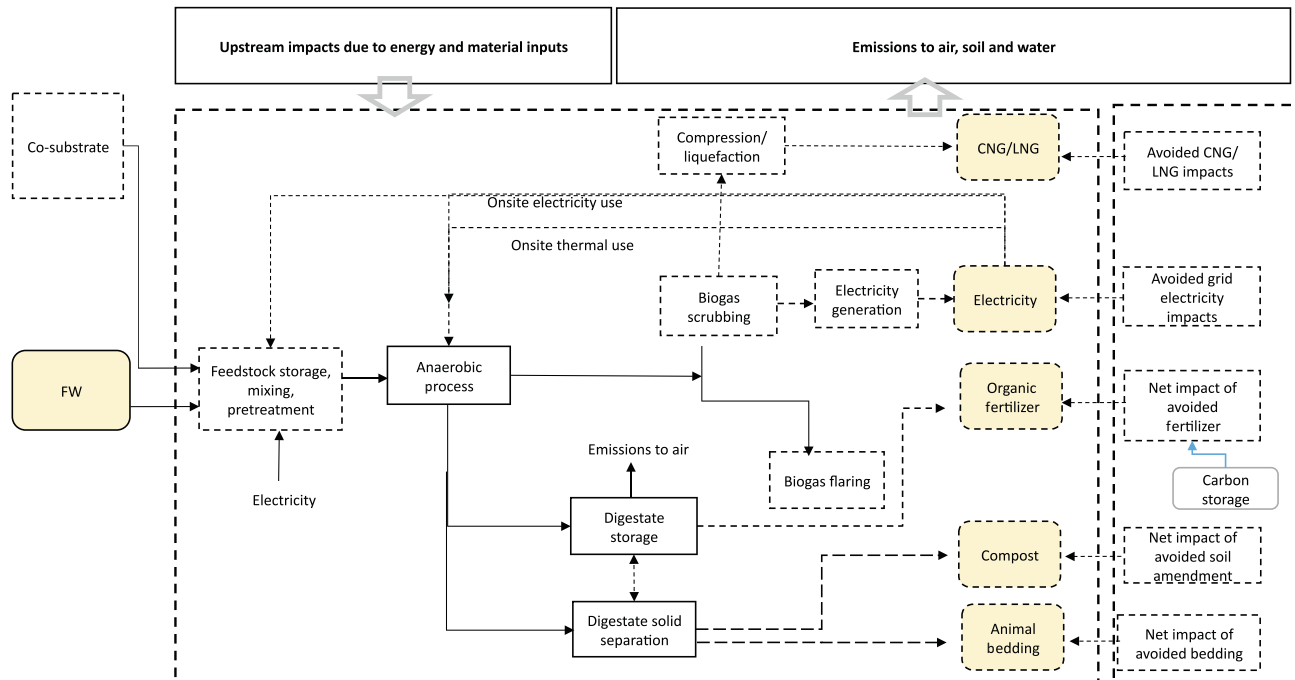 Upstream impacts due to energy and material inputs
Emissions to air, soil and water
Co-substrate
Compression/
liquefaction
CNG/LNG
Avoided CNG/
LNG impacts
Onsite electricity use
Onsite thermal use
Biogas
scrubbing
Electricity
generation
Electricity
Avoided grid
electricity
impacts
FW
Feedstock storage,
mixing,
pretreatment
Anaerobic
process
Organic
fertilizer
Net impact of
avoided
fertilizer
Electricity
Emissions to air
Biogas flaring
Carbon
storage
Digestate
storage
Compost
Net impact of
avoided soil
amendment
Digestate solid
separation
Animal
bedding
Net impact of
avoided bedding